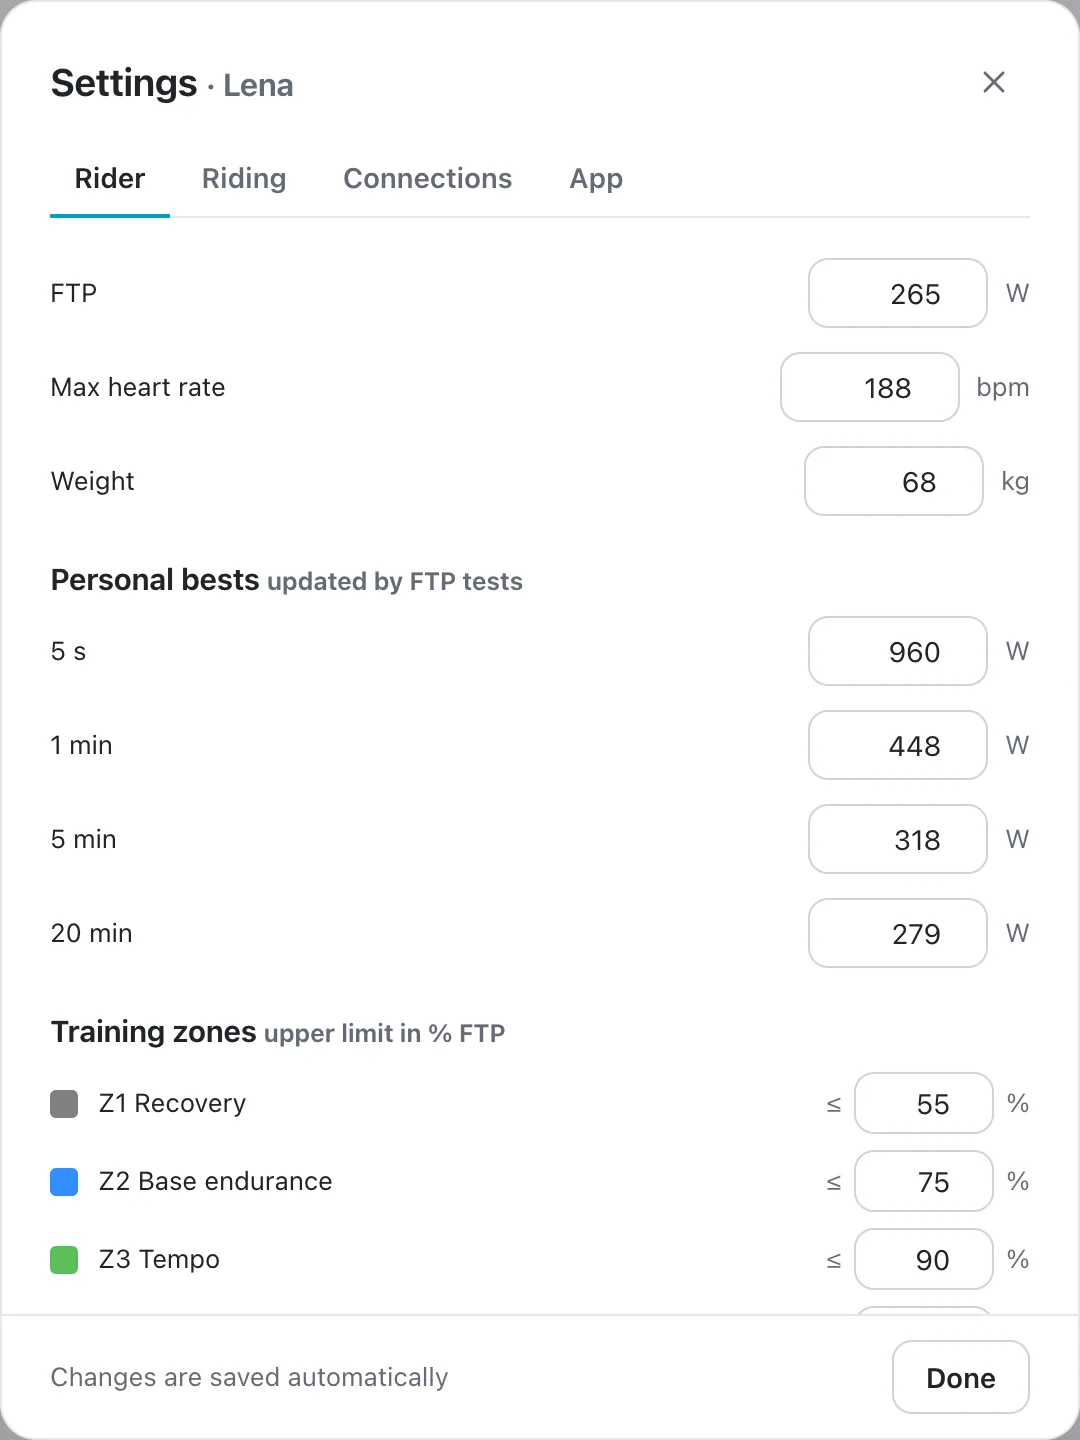 Settings · Lena
Rider Riding Connections App
FTP 265 W
Max heart rate 188 bpm
Weight 68 kg
Personal bests updated by FTP tests
5 s 960 W
1 min 448 W
5 min 318 W
20 min 279 W
Training zones upper limit in % FTP
Z1 Recovery ≤ 55 %
Z2 Base endurance ≤ 75 %
Z3 Tempo ≤ 90 %
Changes are saved automatically Done